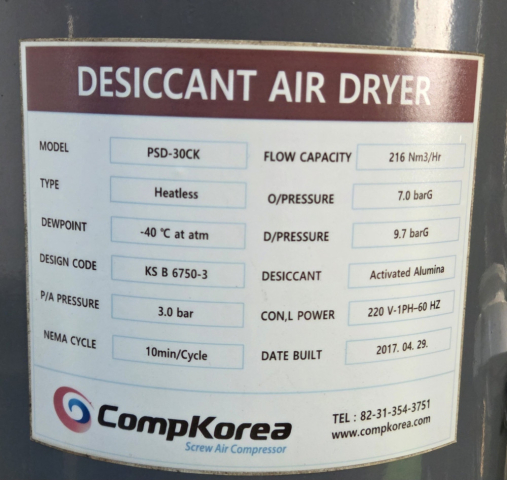 DESICCANT AIR DRYER
MODEL PSD-30CK FLOW CAPACITY 216 Nm3/Hr
TYPE Heatless O/PRESSURE 7.0 barG
DEWPOINT -40 ℃ at atm D/PRESSURE 9.7 barG
DESIGN CODE KS B 6750-3 DESICCANT Activated Alumina
P/A PRESSURE 3.0 bar CON,L POWER 220 V-1PH-60 HZ
NEMA CYCLE 10min/Cycle DATE BUILT 2017. 04. 29.
CompKorea TEL : 82-31-354-3751
Screw Air Compressor www.compkorea.com